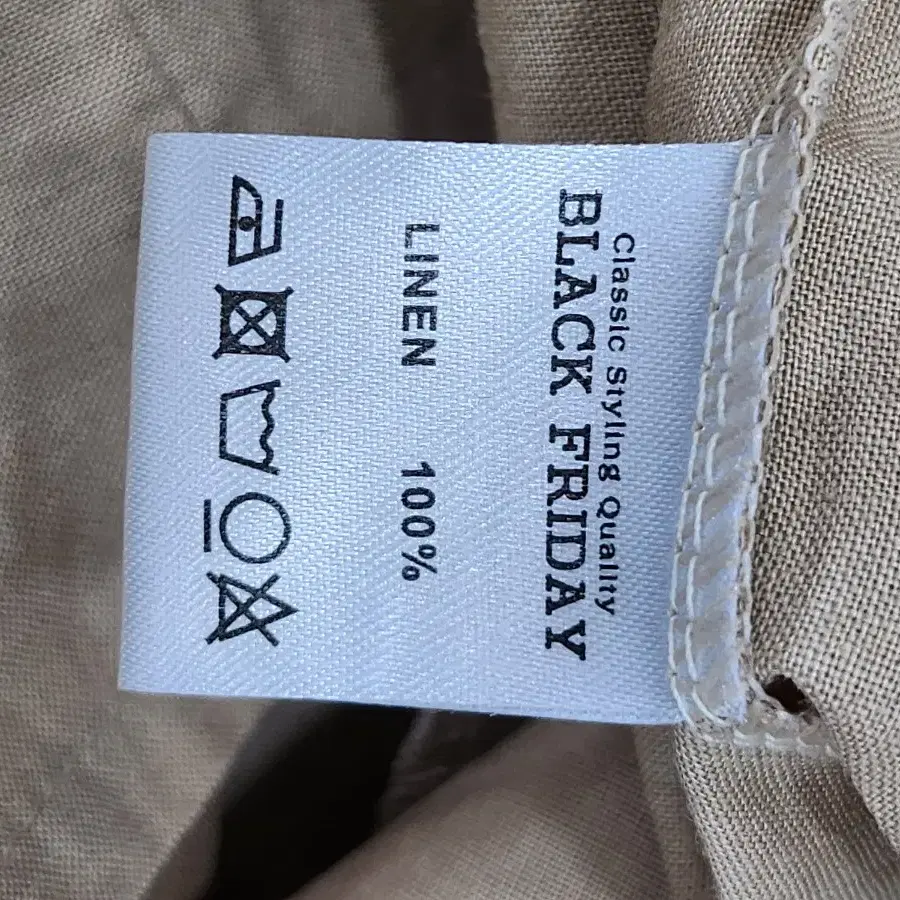 Classic Styling Quality
BLACK FRIDAY
LINEN 100%